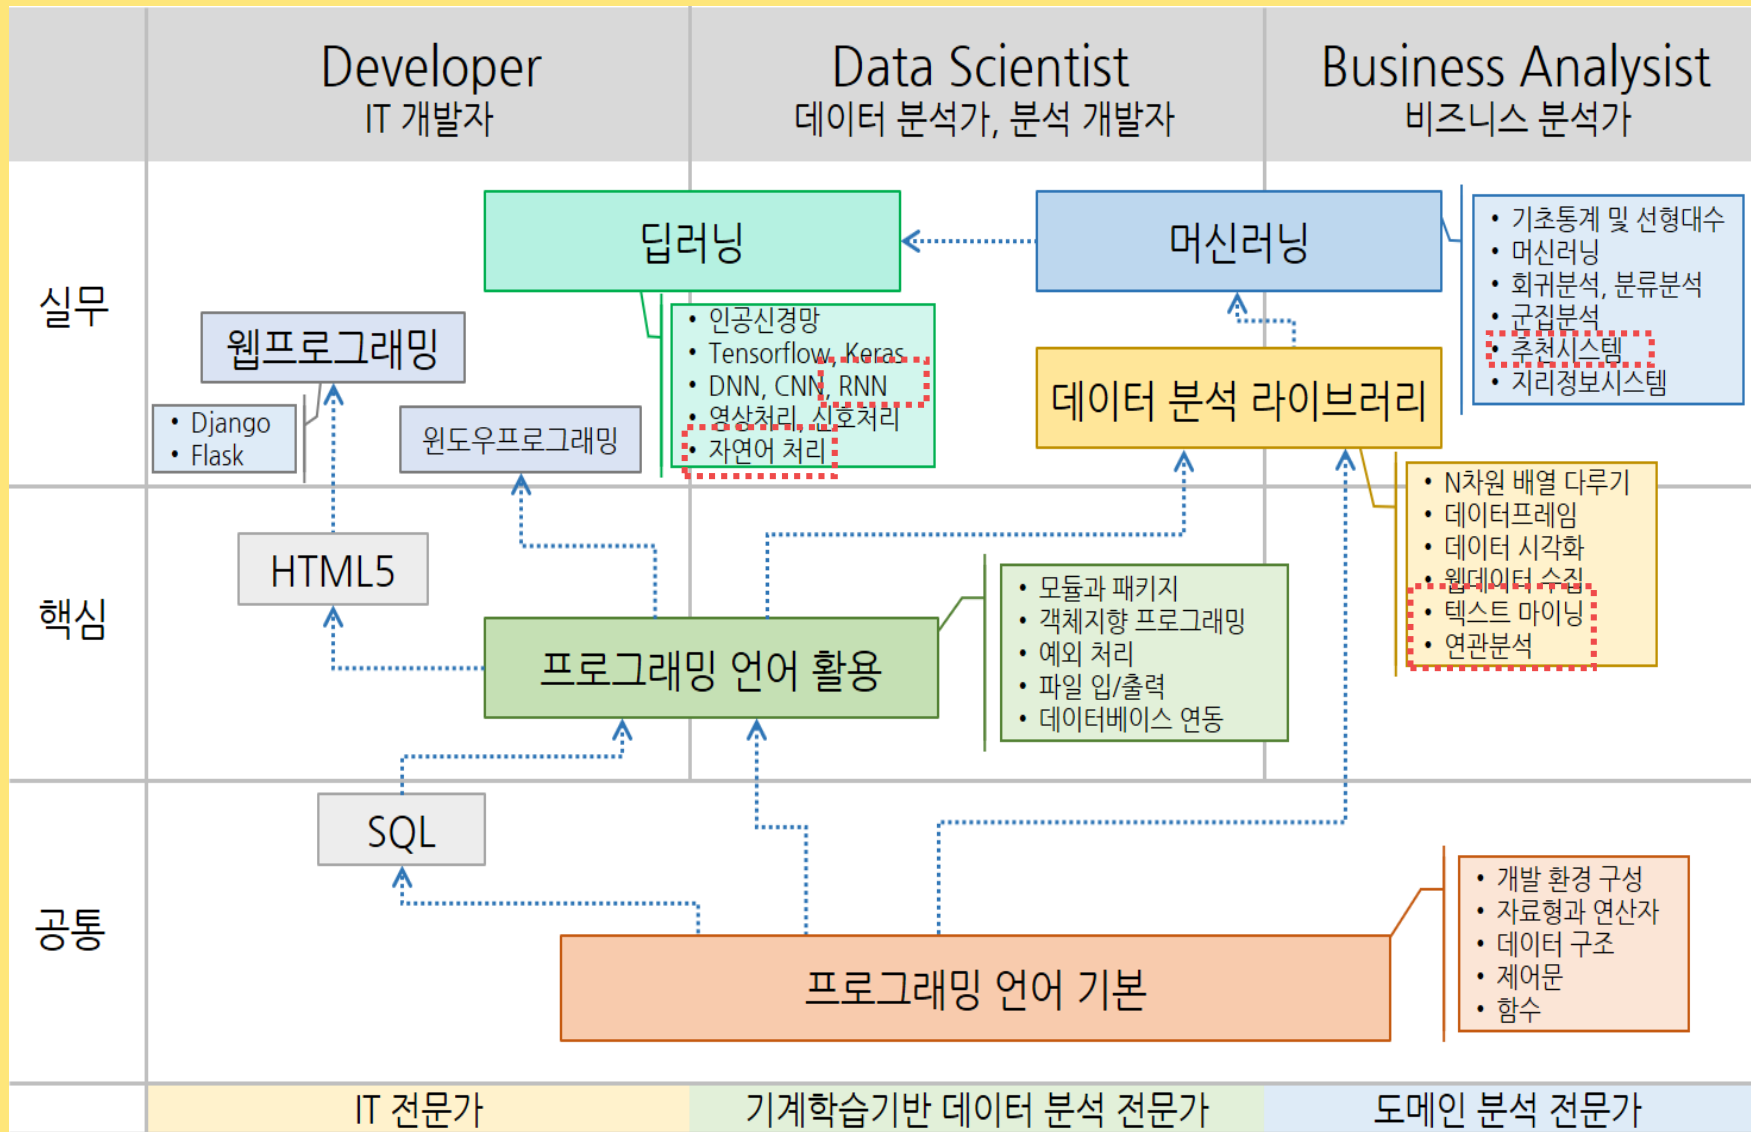 Developer
IT 개발자
Data Scientist
데이터 분석가, 분석 개발자
Business Analysist
비즈니스 분석가
실무
딥러닝
머신러닝
• 기초통계 및 선형대수
• 머신러닝
• 회귀분석, 분류분석
• 군집분석
• 추천시스템
• 지리정보시스템
웹프로그래밍
• Django
• Flask
윈도우프로그래밍
• 인공신경망
• Tensorflow, Keras
• DNN, CNN, RNN
• 영상처리, 신호처리
• 자연어 처리
데이터 분석 라이브러리
• N차원 배열 다루기
• 데이터프레임
• 데이터 시각화
• 웹데이터 수집
• 텍스트 마이닝
• 연관분석
핵심
HTML5
프로그래밍 언어 활용
• 모듈과 패키지
• 객체지향 프로그래밍
• 예외 처리
• 파일 입/출력
• 데이터베이스 연동
공통
SQL
프로그래밍 언어 기본
• 개발 환경 구성
• 자료형과 연산자
• 데이터 구조
• 제어문
• 함수
IT 전문가
기계학습기반 데이터 분석 전문가
도메인 분석 전문가